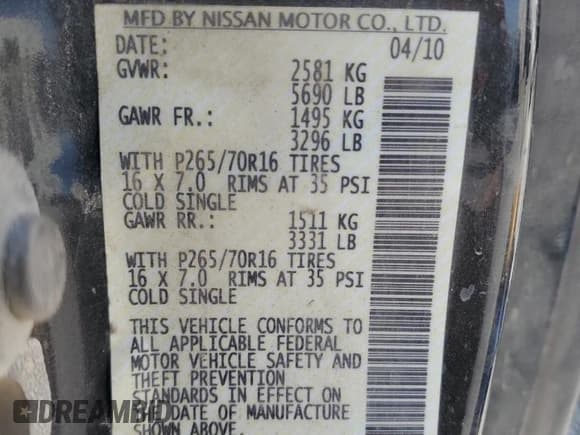 MFD BY NISSAN MOTOR CO., LTD.
DATE: 04/10
GVWR: 2581 KG
5690 LB
GAWR FR.: 1495 KG
3296 LB
WITH P265/70R16 TIRES
16 X 7.0 RIMS AT 35 PSI
COLD SINGLE
GAWR RR.: 1511 KG
3331 LB
WITH P265/70R16 TIRES
16 X 7.0 RIMS AT 35 PSI
COLD SINGLE
THIS VEHICLE CONFORMS TO
ALL APPLICABLE FEDERAL
MOTOR VEHICLE SAFETY AND
THEFT PREVENTION
STANDARDS IN EFFECT ON
DATE OF MANUFACTURE
SHOWN ABOVE.
DREAMBID